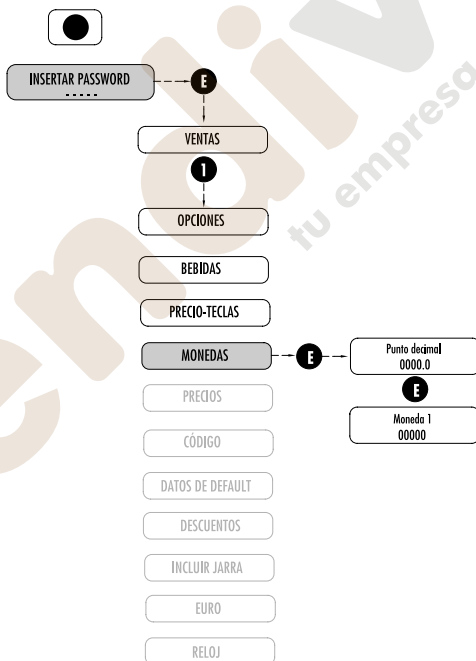 INSERTAR PASSWORD
- - - - -
E
VENTAS
1
OPCIONES
BEBIDAS
PRECIO-TECLAS
MONEDAS
E
Punto decimal
0000.0
E
Moneda 1
00000
PRECIOS
CÓDIGO
DATOS DE DEFAULT
DESCUENTOS
INCLUIR JARRA
EURO
RELOJ
endiv
tu empresa